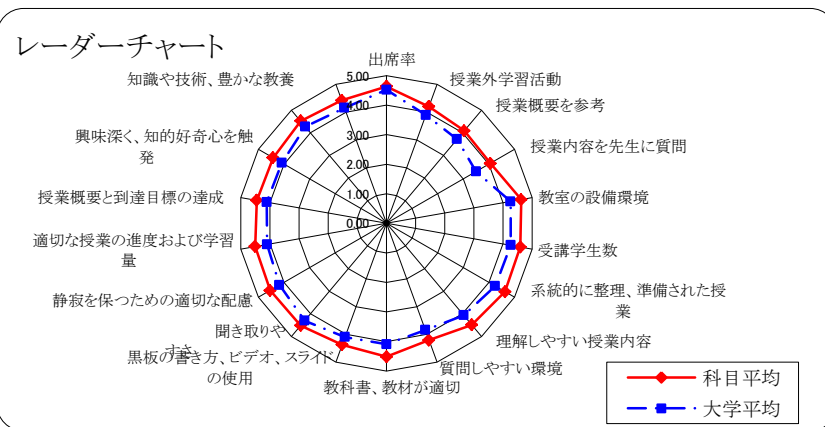 レーダーチャート
出席率
授業外学習活動
授業概要を参考
授業内容を先生に質問
教室の設備環境
受講学生数
系統的に整理、準備された授
業
理解しやすい授業内容
質問しやすい環境
教科書、教材が適切
黒板の書き方、ビデオ、スライド
の使用
聞き取りや
すさ
静寂を保つための適切な配慮
適切な授業の進度および学習
量
授業概要と到達目標の達成
興味深く、知的好奇心を触
発
知識や技術、豊かな教養
5.00
4.00
3.00
2.00
1.00
0.00
科目平均
大学平均